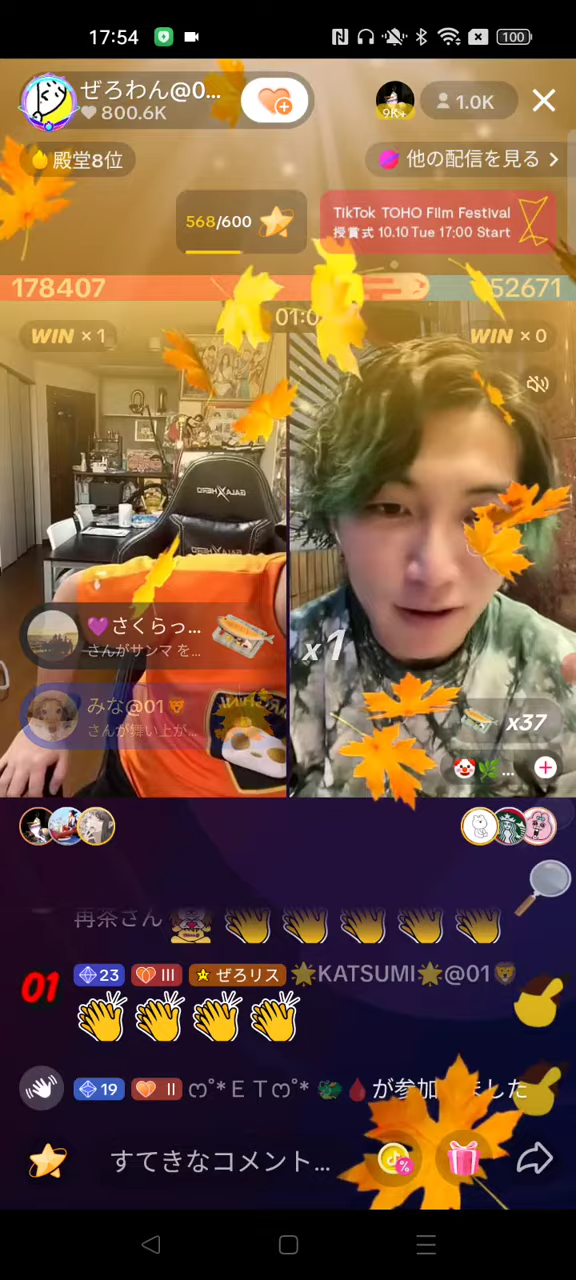 17:54
100
ぜろわん@0...
800.6K
9K+
1.0K
殿堂8位
他の配信を見る
568/600
TikTok TOHO Film Festival
授賞式 10.10 Tue 17:00 Start
178407
52671
01:0
WIN × 1
WIN × 0
GALAXHERO
さくらっ...
さんがサンマ を...
みな@01
さんが舞い上が...
x1
x37
...
再茶さん
01
23
III
ぜろリス
KATSUMI
@01
19
II
ෆ˚*ＥＴෆ˚*
が参加
ました
すてきなコメント...